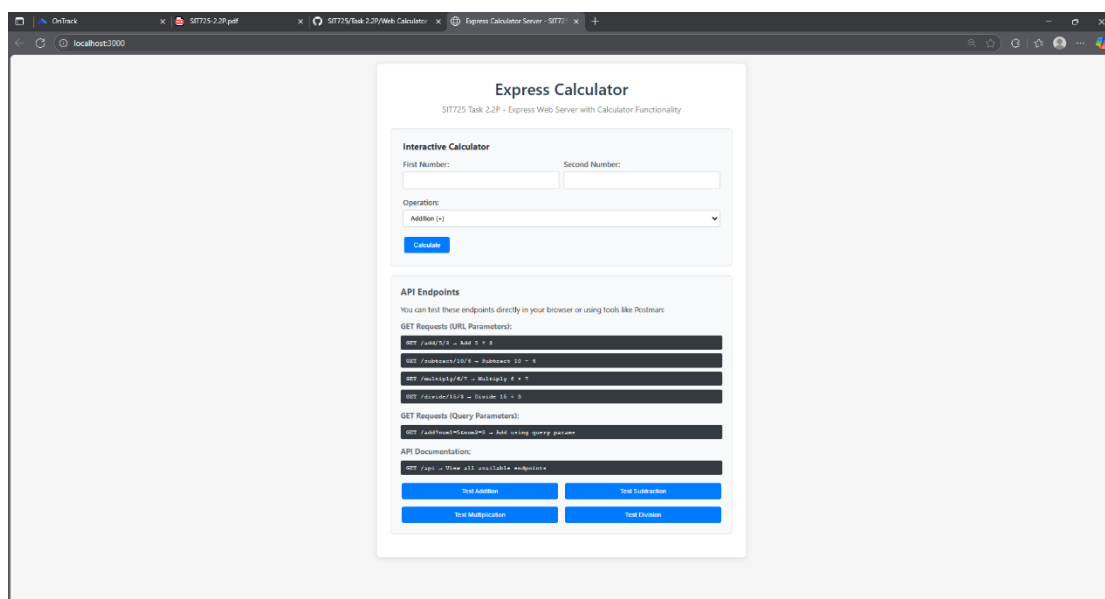 OnTrack
SIT725-2.2P.pdf
SIT725/Task 2.2P/Web Calculator
Express Calculator Server - SIT72
localhost:3000
Express Calculator
SIT725 Task 2.2P - Express Web Server with Calculator Functionality
Interactive Calculator
First Number: Second Number:
Operation:
Addition (+)
Calculate
API Endpoints
You can test these endpoints directly in your browser or using tools like Postman:
GET Requests (URL Parameters):
GET /add/5/3 → Add 5 + 3
GET /subtract/10/4 → Subtract 10 - 4
GET /multiply/6/7 → Multiply 6 × 7
GET /divide/15/3 → Divide 15 ÷ 3
GET Requests (Query Parameters):
GET /add?num1=5&num2=3 → Add using query params
API Documentation:
GET /api → View all available endpoints
Test Addition Test Subtraction
Test Multiplication Test Division